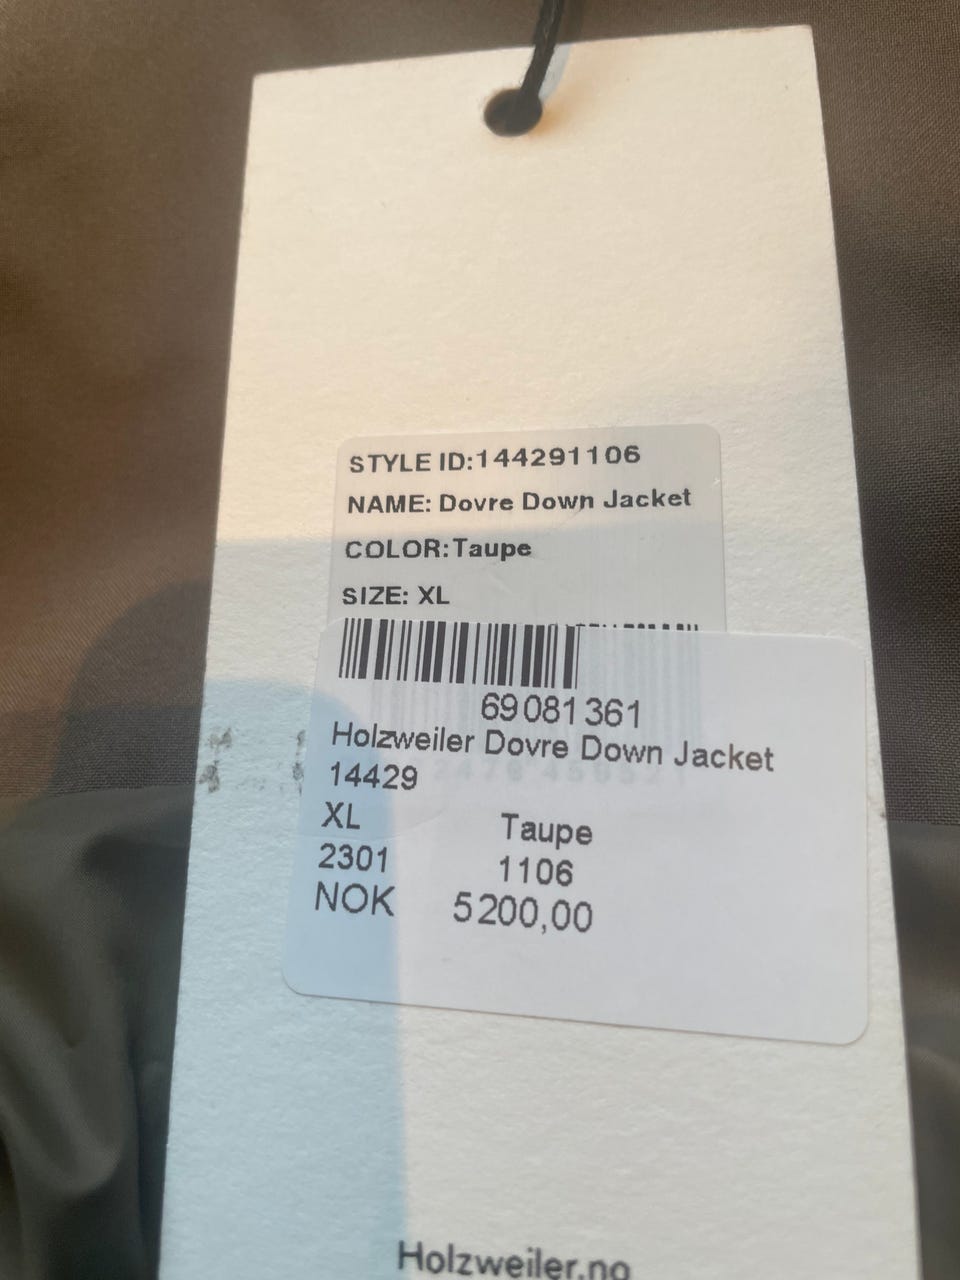 STYLE ID:144291106
NAME: Dovre Down Jacket
COLOR:Taupe
SIZE: XL
69081361
Holzweiler Dovre Down Jacket
14429
XL Taupe
2301 1106
NOK 5200,00
Holzweiler.no